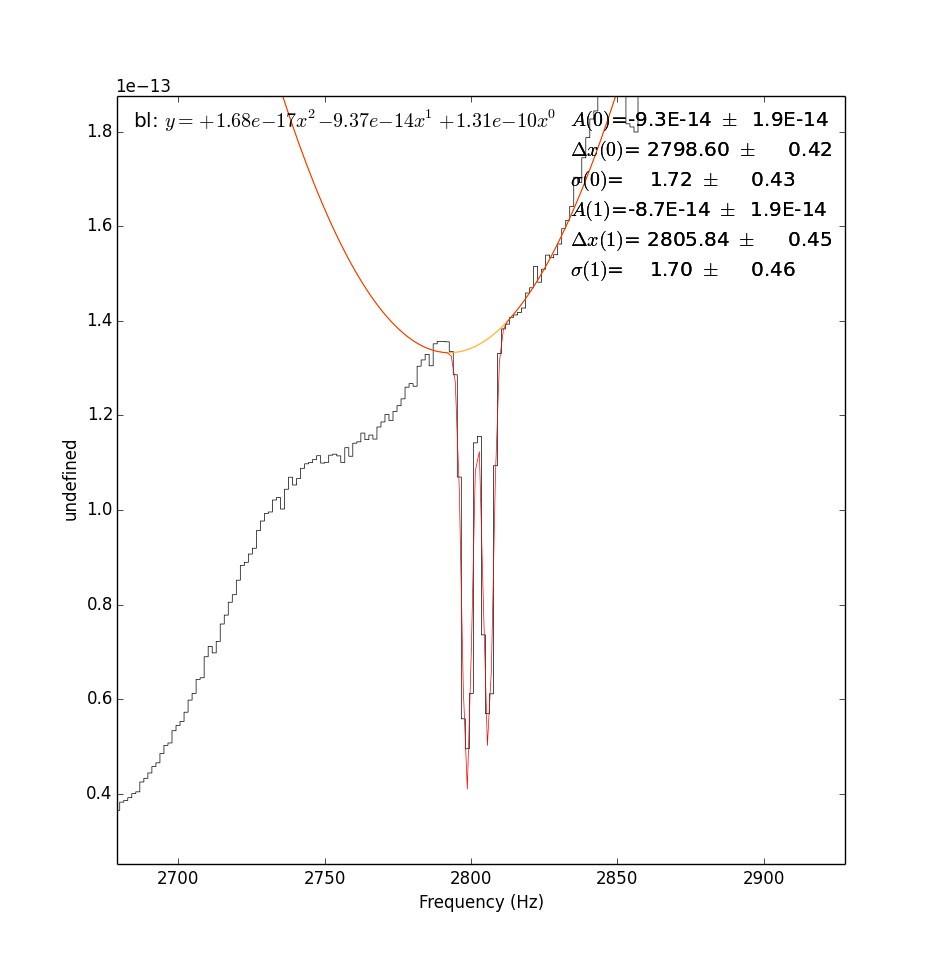 1e−13
bl: y = +1.68e−17x² −9.37e−14x¹ +1.31e−10x⁰
A(0)=-9.3E-14 ± 1.9E-14
Δx(0)= 2798.60 ± 0.42
σ(0)= 1.72 ± 0.43
A(1)=-8.7E-14 ± 1.9E-14
Δx(1)= 2805.84 ± 0.45
σ(1)= 1.70 ± 0.46
1.8
1.6
1.4
1.2
1.0
0.8
0.6
0.4
undefined
2700 2750 2800 2850 2900
Frequency (Hz)